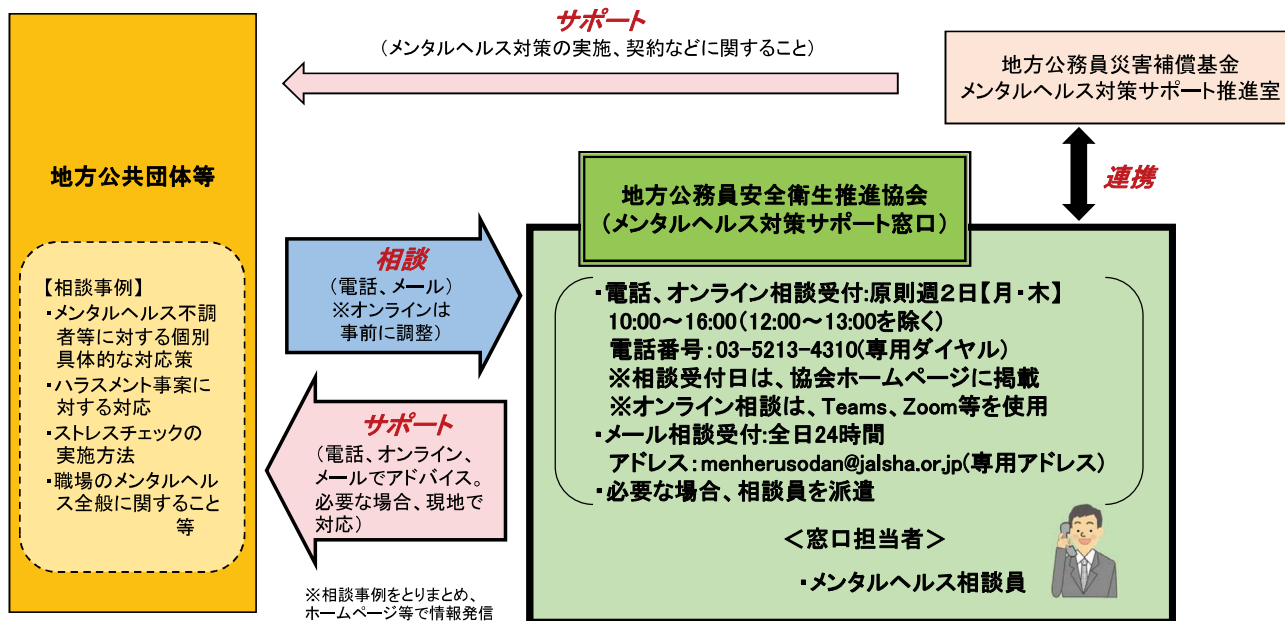 サポート
（メンタルヘルス対策の実施、契約などに関すること）
地方公務員災害補償基金
メンタルヘルス対策サポート推進室
連携
地方公共団体等
【相談事例】
・メンタルヘルス不調
者等に対する個別
具体的な対応策
・ハラスメント事案に
対する対応
・ストレスチェックの
実施方法
・職場のメンタルヘル
ス全般に関すること
等
相談
（電話、メール）
※オンラインは
事前に調整）
サポート
（電話、オンライン、
メールでアドバイス。
必要な場合、現地で
対応）
※相談事例をとりまとめ、
ホームページ等で情報発信
地方公務員安全衛生推進協会
（メンタルヘルス対策サポート窓口）
・電話、オンライン相談受付:原則週２日【月・木】
10:00～16:00（12:00～13:00を除く）
電話番号：03-5213-4310(専用ダイヤル）
※相談受付日は、協会ホームページに掲載
※オンライン相談は、Teams、Zoom等を使用
・メール相談受付:全日24時間
アドレス：menherusodan@jalsha.or.jp(専用アドレス）
・必要な場合、相談員を派遣
＜窓口担当者＞
・メンタルヘルス相談員